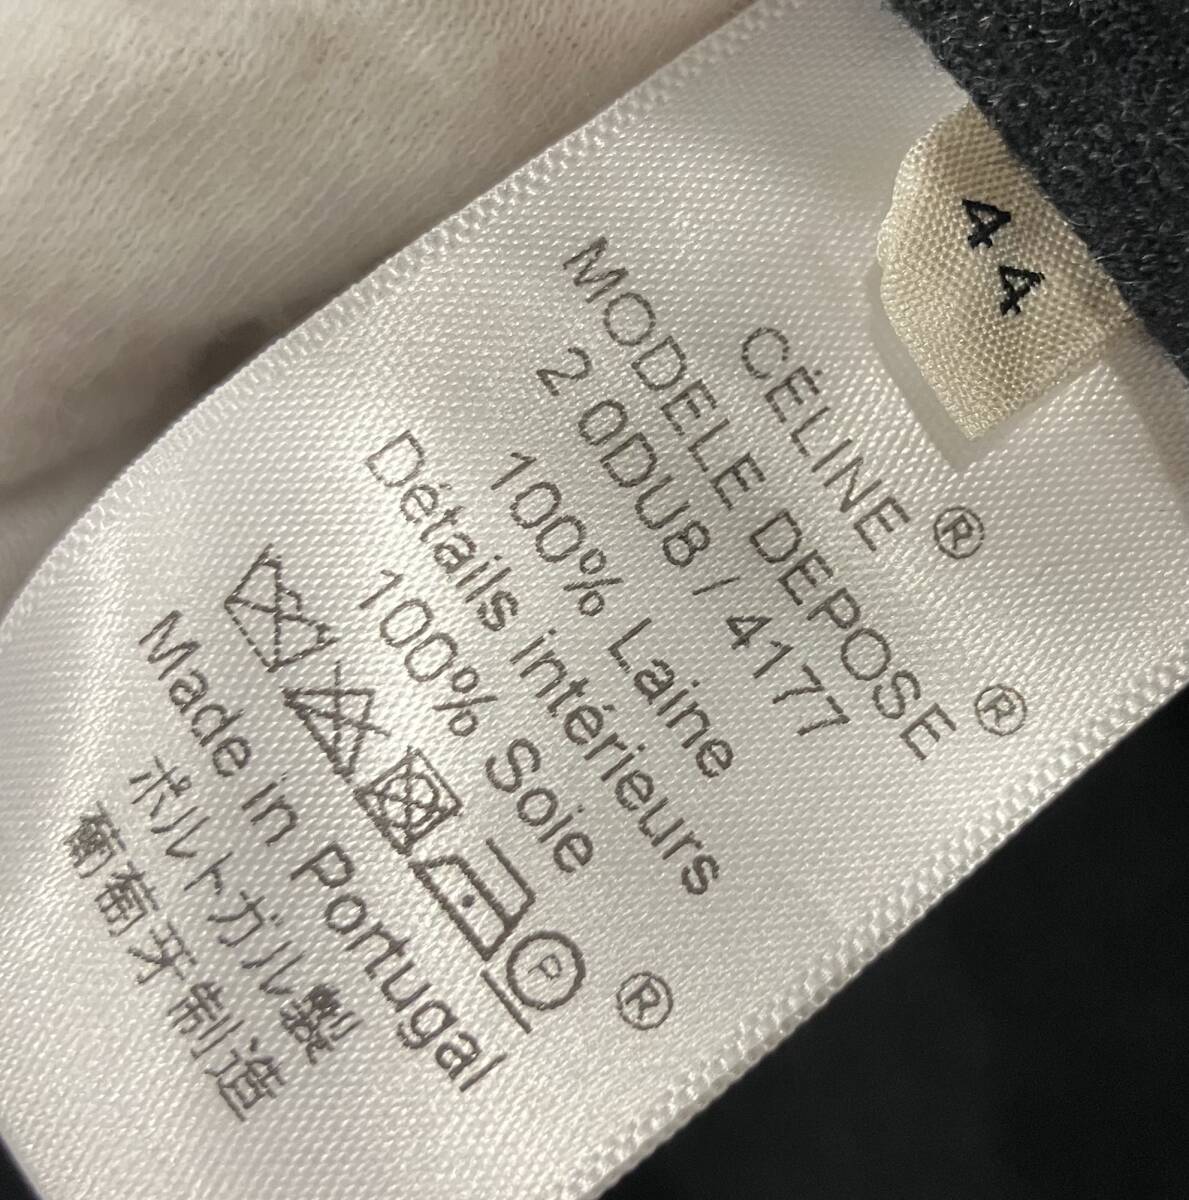 44
CÉLINE ®
MODELE DEPOSE ®
2 0DU8 / 4177
100% Laine
Détails intérieurs
100% Soie
P ®
Made in Portugal
ポルトガル製
葡萄牙制造